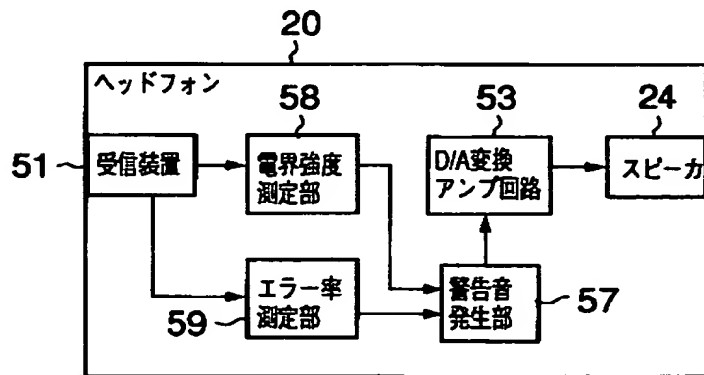 20
ヘッドフォン
51
受信装置
58
電界強度
測定部
53
D/A変換
アンプ回路
24
スピーカ
59
エラー率
測定部
警告音
発生部
57